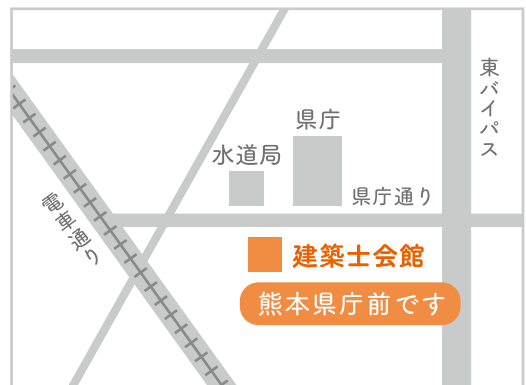 東バイパス
県庁
水道局
県庁通り
電車通り
建築士会館
熊本県庁前です